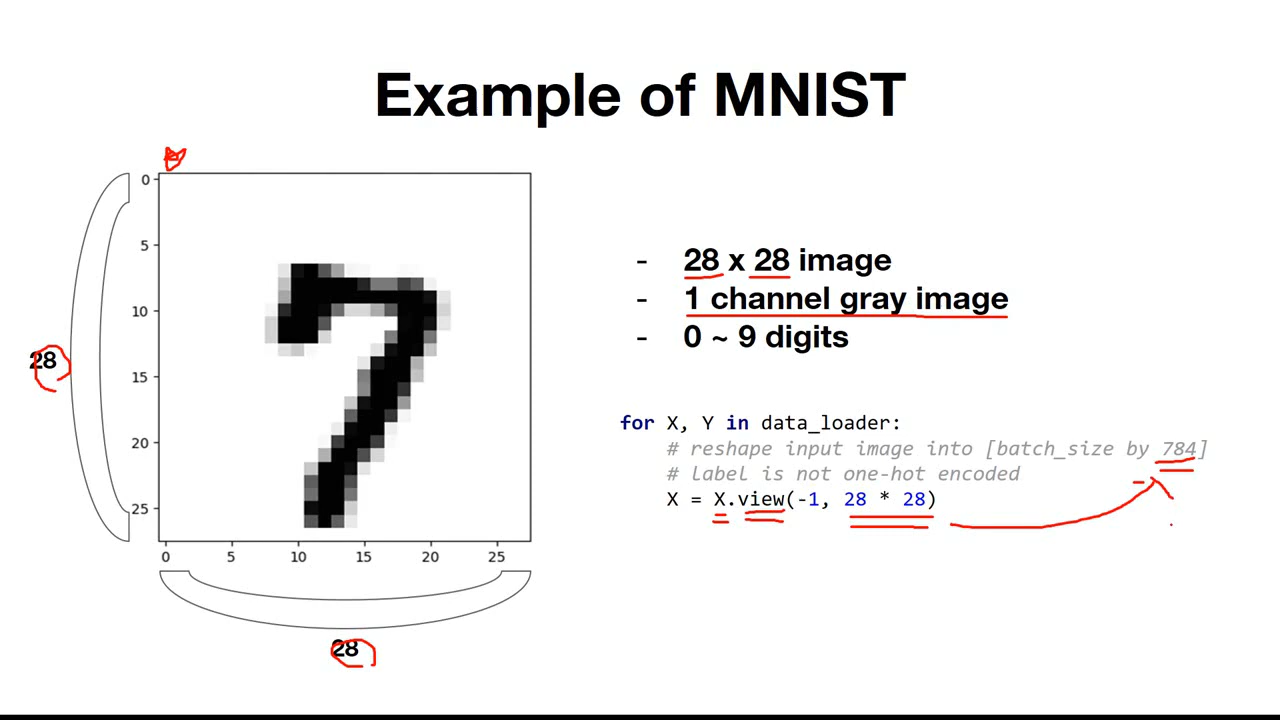 Example of MNIST
0
5
10
15
20
25
0 5 10 15 20 25
28
28
- 28 x 28 image
- 1 channel gray image
- 0 ~ 9 digits
for X, Y in data_loader:
# reshape input image into [batch_size by 784]
# label is not one-hot encoded
X = X.view(-1, 28 * 28)